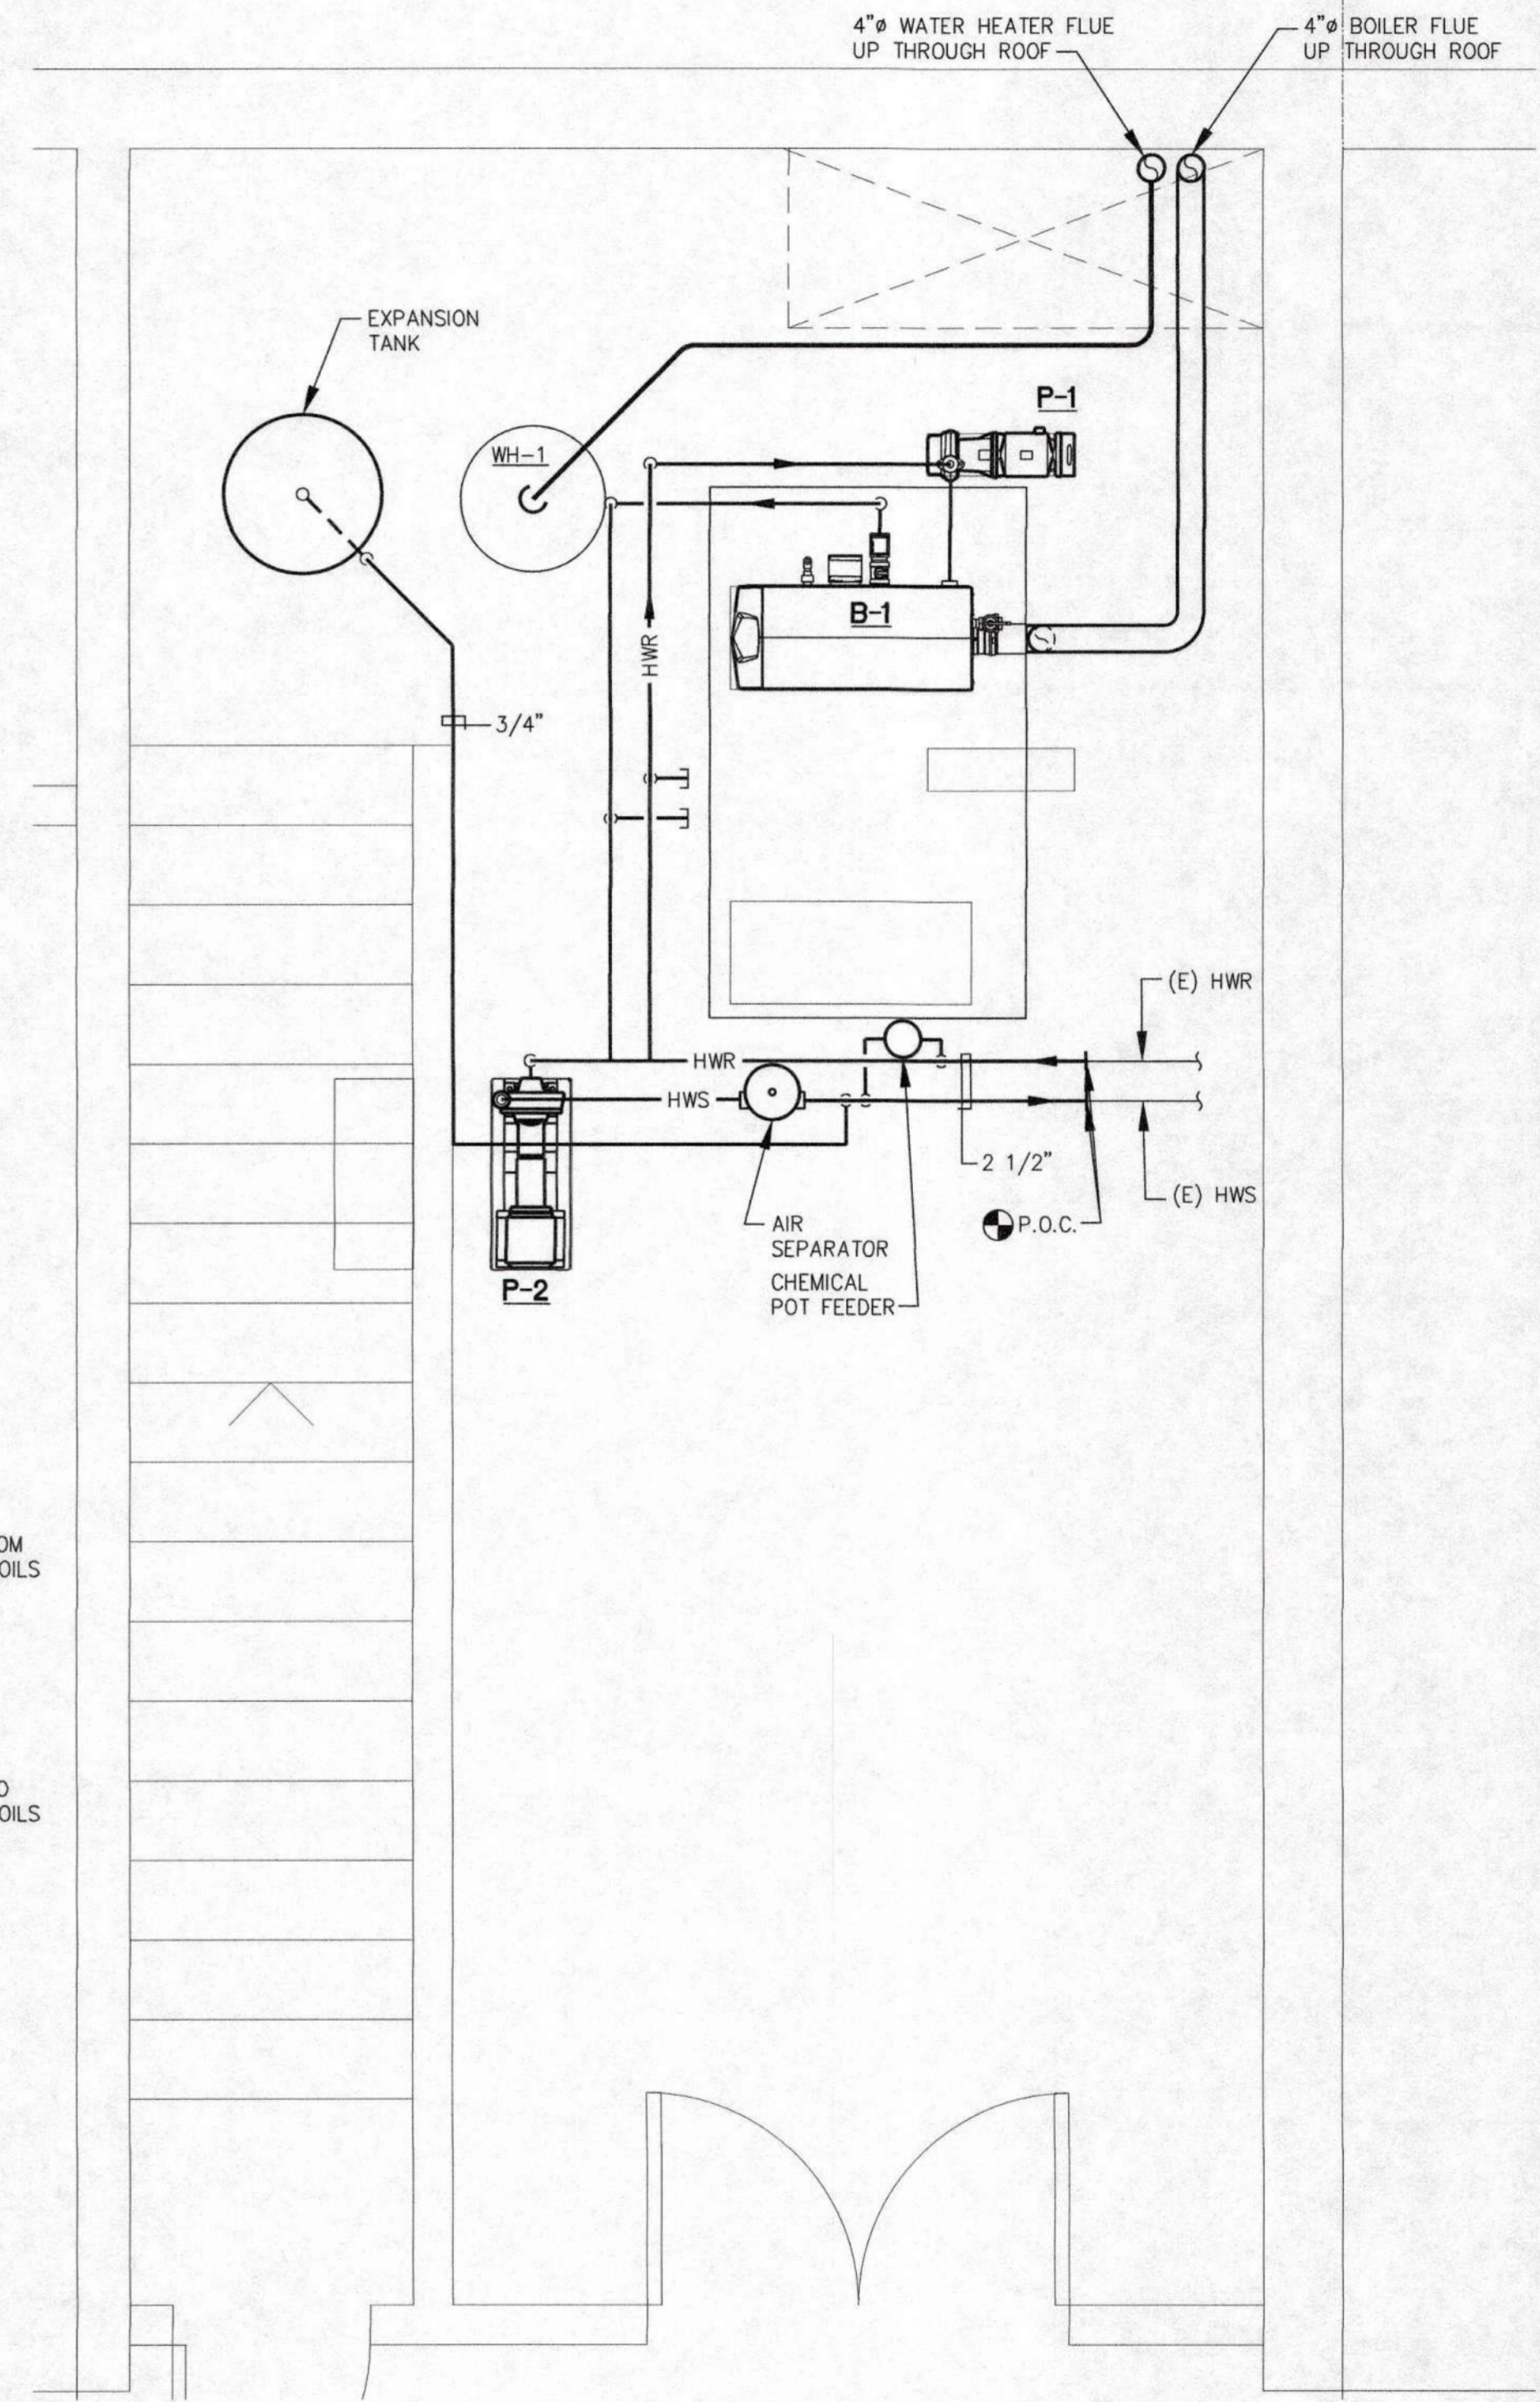 4"ø WATER HEATER FLUE
UP THROUGH ROOF
4"ø BOILER FLUE
UP THROUGH ROOF
EXPANSION
TANK
P-1
WH-1
B-1
HWR
3/4"
(E) HWR
HWR
HWS
2 1/2"
(E) HWS
P.O.C.
AIR
SEPARATOR
CHEMICAL
POT FEEDER
P-2
OM
OILS
O
OILS